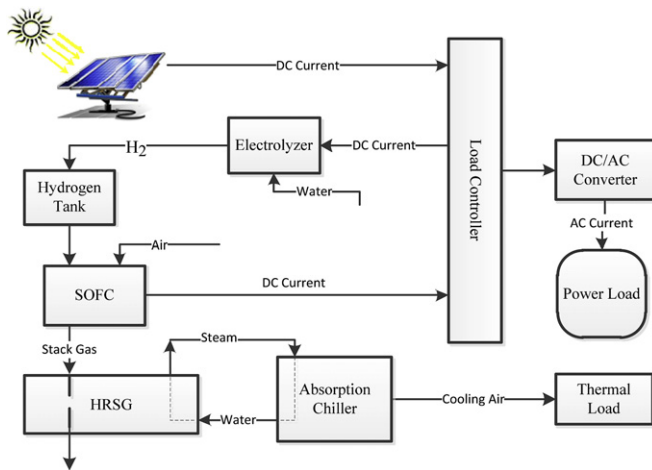 DC Current
H2
Electrolyzer
DC Current
Load Controller
DC/AC
Converter
Hydrogen
Tank
Water
AC Current
Air
SOFC
DC Current
Power Load
Stack Gas
Steam
HRSG
Water
Absorption
Chiller
Cooling Air
Thermal
Load